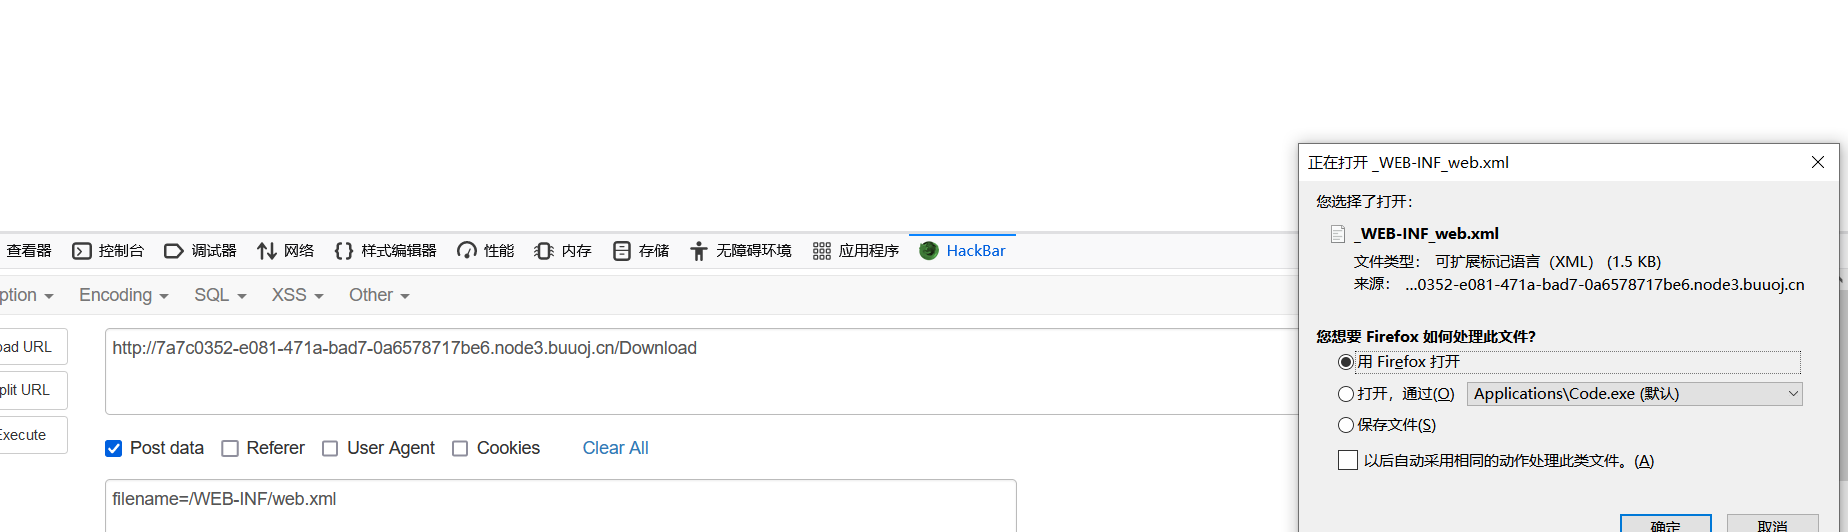 正在打开 _WEB-INF_web.xml
您选择了打开：
_WEB-INF_web.xml
文件类型： 可扩展标记语言（XML） (1.5 KB)
来源： ...0352-e081-471a-bad7-0a6578717be6.node3.buuoj.cn
您想要 Firefox 如何处理此文件？
用 Firefox 打开
打开，通过(O) Applications\Code.exe (默认)
保存文件(S)
以后自动采用相同的动作处理此类文件。(A)
确定 取消
查看器 控制台 调试器 网络 样式编辑器 性能 内存 存储 无障碍环境 应用程序 HackBar
ption Encoding SQL XSS Other
oad URL
http://7a7c0352-e081-471a-bad7-0a6578717be6.node3.buuoj.cn/Download
plit URL
Execute
Post data Referer User Agent Cookies Clear All
filename=/WEB-INF/web.xml